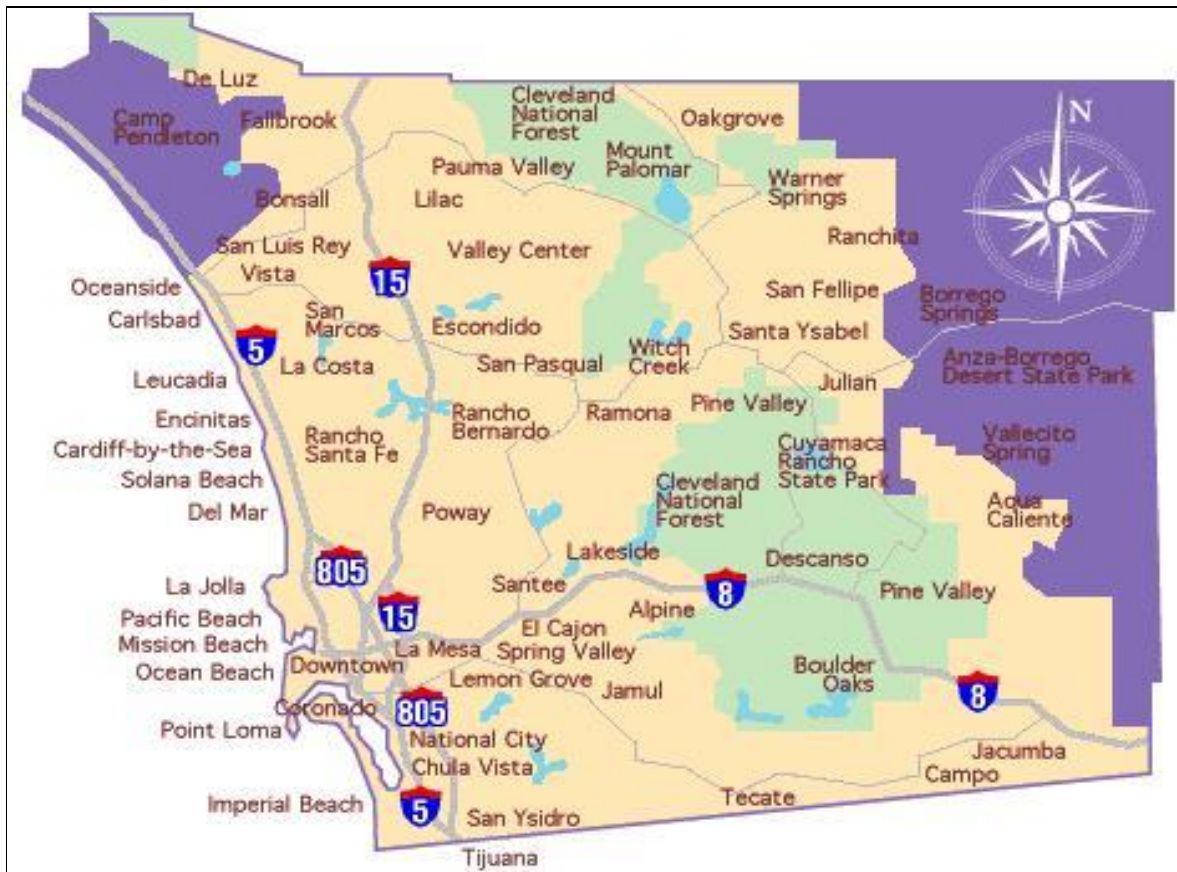 De Luz
Camp
Pendleton
Fallbrook
Cleveland
National
Forest
Oakgrove
N
Mount
Palomar
Pauma Valley
Warner
Springs
Bonsall
Lilac
Ranchita
San Luis Rey
Valley Center
Vista
15
Oceanside
San Fellipe
Borrego
Springs
Carlsbad
San
Marcos
Escondido
Santa Ysabel
5
La Costa
San Pasqual
Witch
Creek
Anza-Borrego
Desert State Park
Leucadia
Julian
Encinitas
Rancho
Bernardo
Ramona
Pine Valley
Cardiff-by-the-Sea
Rancho
Santa Fe
Cuyamaca
Rancho
State Park
Vallecito
Spring
Solana Beach
Cleveland
National
Forest
Del Mar
Poway
Aqua
Caliente
805
Lakeside
Descanso
La Jolla
Santee
8
Pine Valley
15
Alpine
Pacific Beach
El Cajon
Mission Beach
La Mesa
Spring Valley
Ocean Beach
Downtown
Lemon Grove
Jamul
Boulder
Oaks
8
Coronado
805
Point Loma
National City
Jacumba
Chula Vista
Campo
Imperial Beach
5
Tecate
San Ysidro
Tijuana